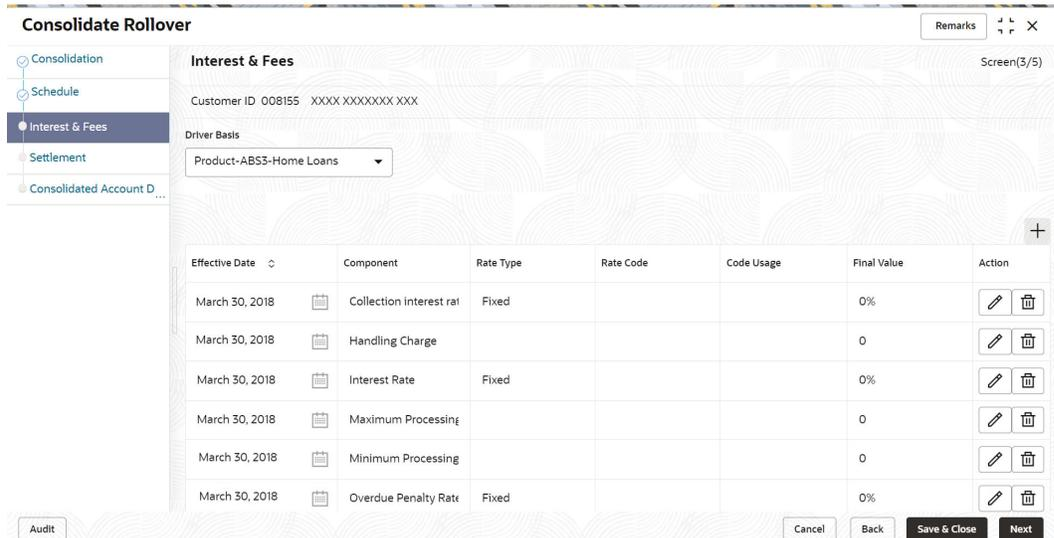 Consolidate Rollover
Remarks
Consolidation
Schedule
Interest & Fees
Settlement
Consolidated Account D
...
Interest & Fees
Screen(3/5)
Customer ID 008155 XXXX XXXXXXX XXX
Driver Basis
Product-ABS3-Home Loans
Effective Date Component Rate Type Rate Code Code Usage Final Value Action
March 30, 2018 Collection interest rat Fixed 0%
March 30, 2018 Handling Charge 0
March 30, 2018 Interest Rate Fixed 0%
March 30, 2018 Maximum Processing 0
March 30, 2018 Minimum Processing 0
March 30, 2018 Overdue Penalty Rate Fixed 0%
Audit Cancel Back Save & Close Next